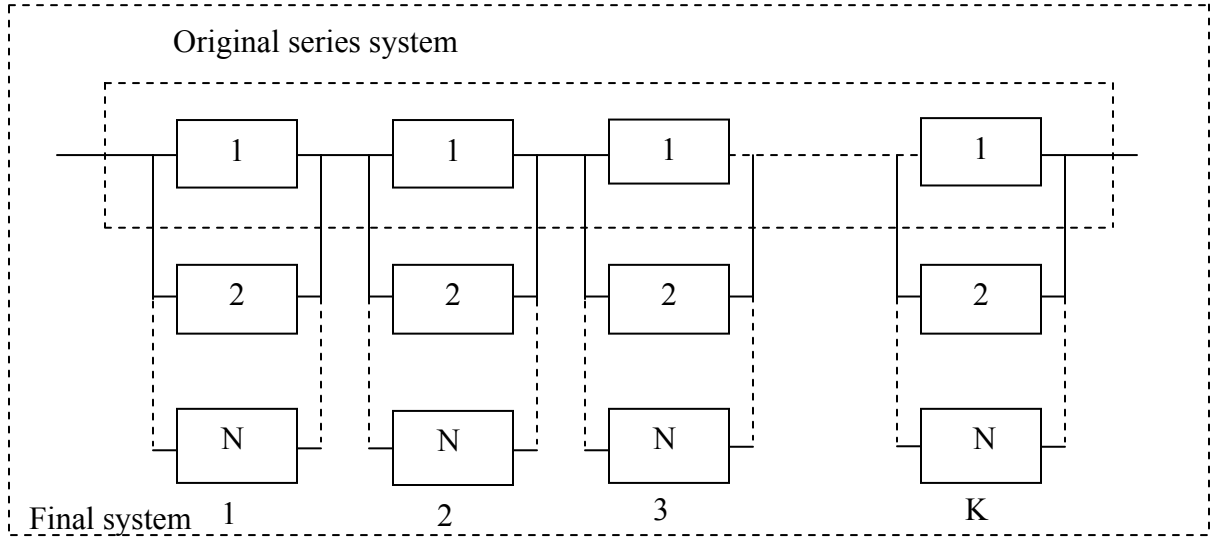 Original series system
1 1 1 1
2 2 2 2
N N N N
Final system 1 2 3 K